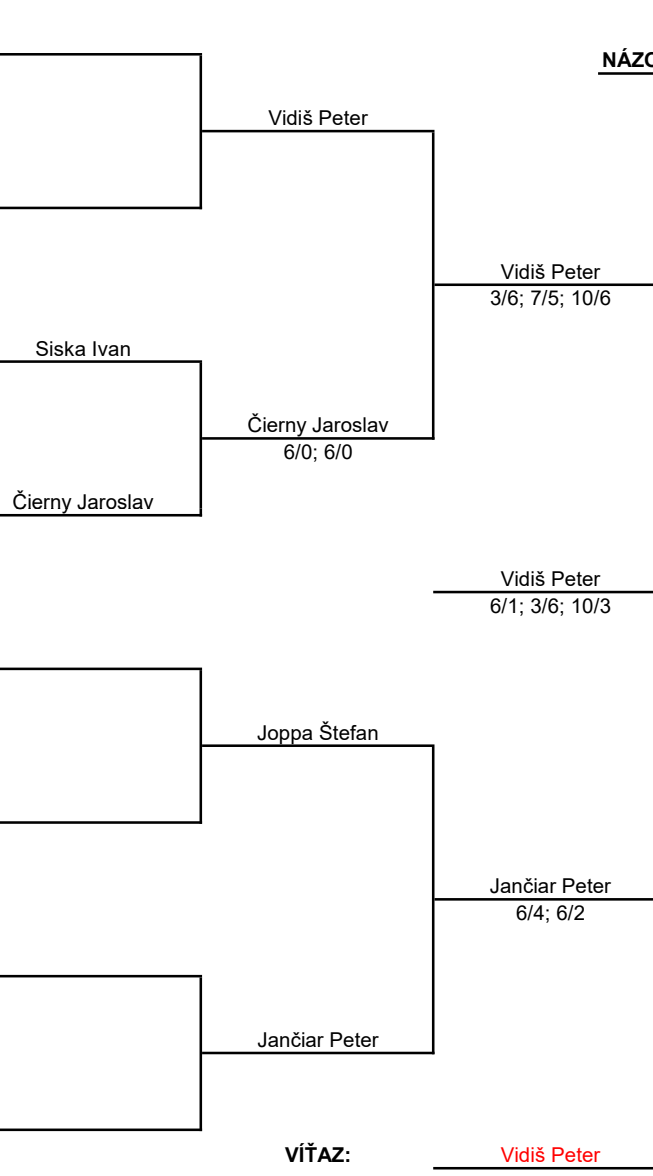 NÁZO
Vidiš Peter
Vidiš Peter
3/6; 7/5; 10/6
Siska Ivan
Čierny Jaroslav
6/0; 6/0
Čierny Jaroslav
Vidiš Peter
6/1; 3/6; 10/3
Joppa Štefan
Jančiar Peter
6/4; 6/2
Jančiar Peter
VÍŤAZ: Vidiš Peter